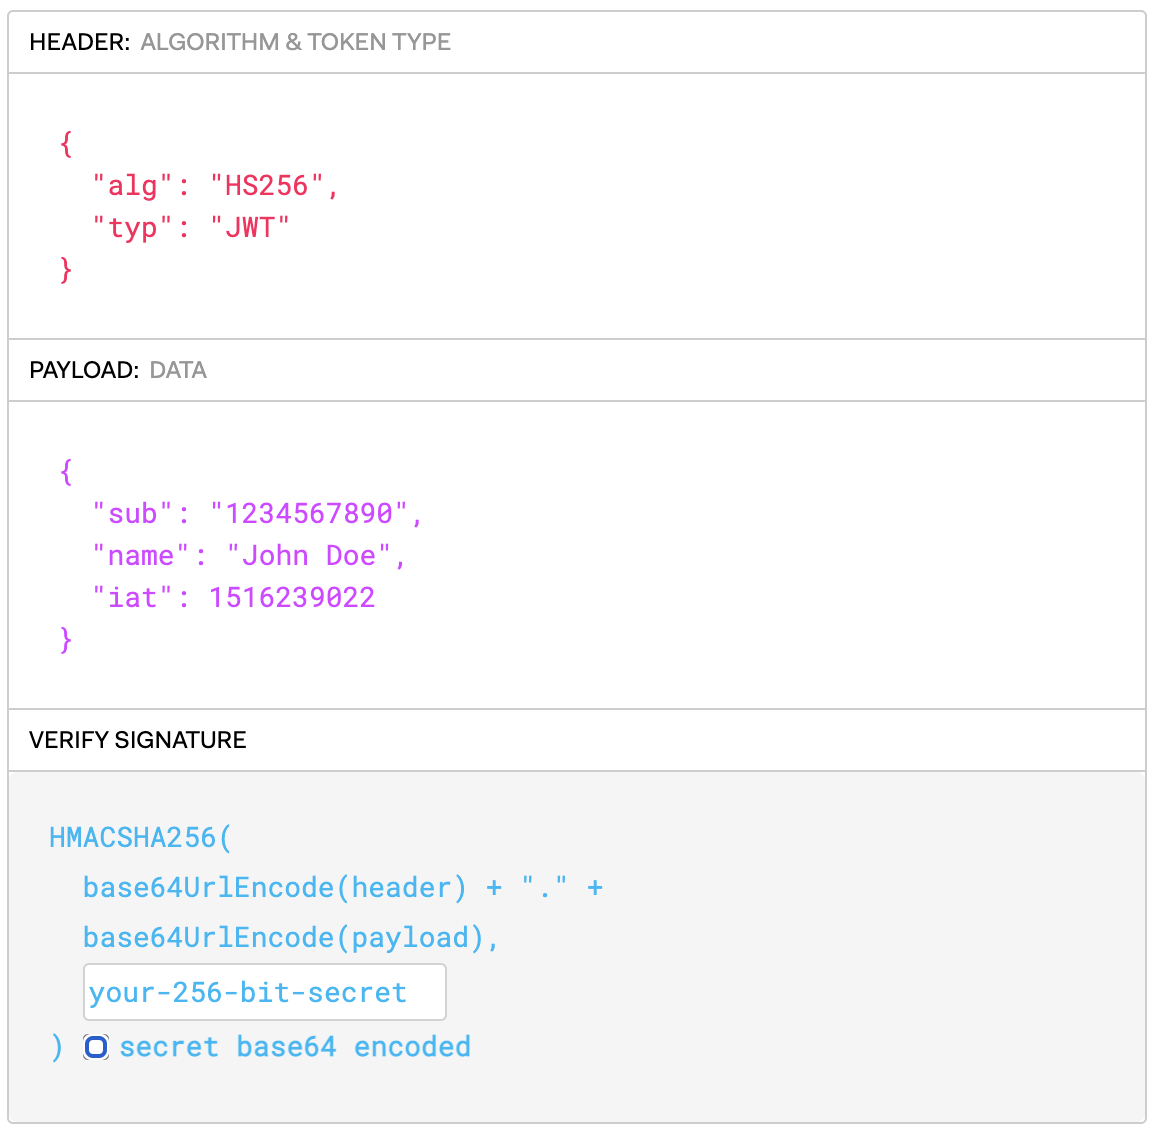 HEADER: ALGORITHM & TOKEN TYPE
{
  "alg": "HS256",
  "typ": "JWT"
}
PAYLOAD: DATA
{
  "sub": "1234567890",
  "name": "John Doe",
  "iat": 1516239022
}
VERIFY SIGNATURE
HMACSHA256(
  base64UrlEncode(header) + "." +
  base64UrlEncode(payload),
  your-256-bit-secret
) secret base64 encoded